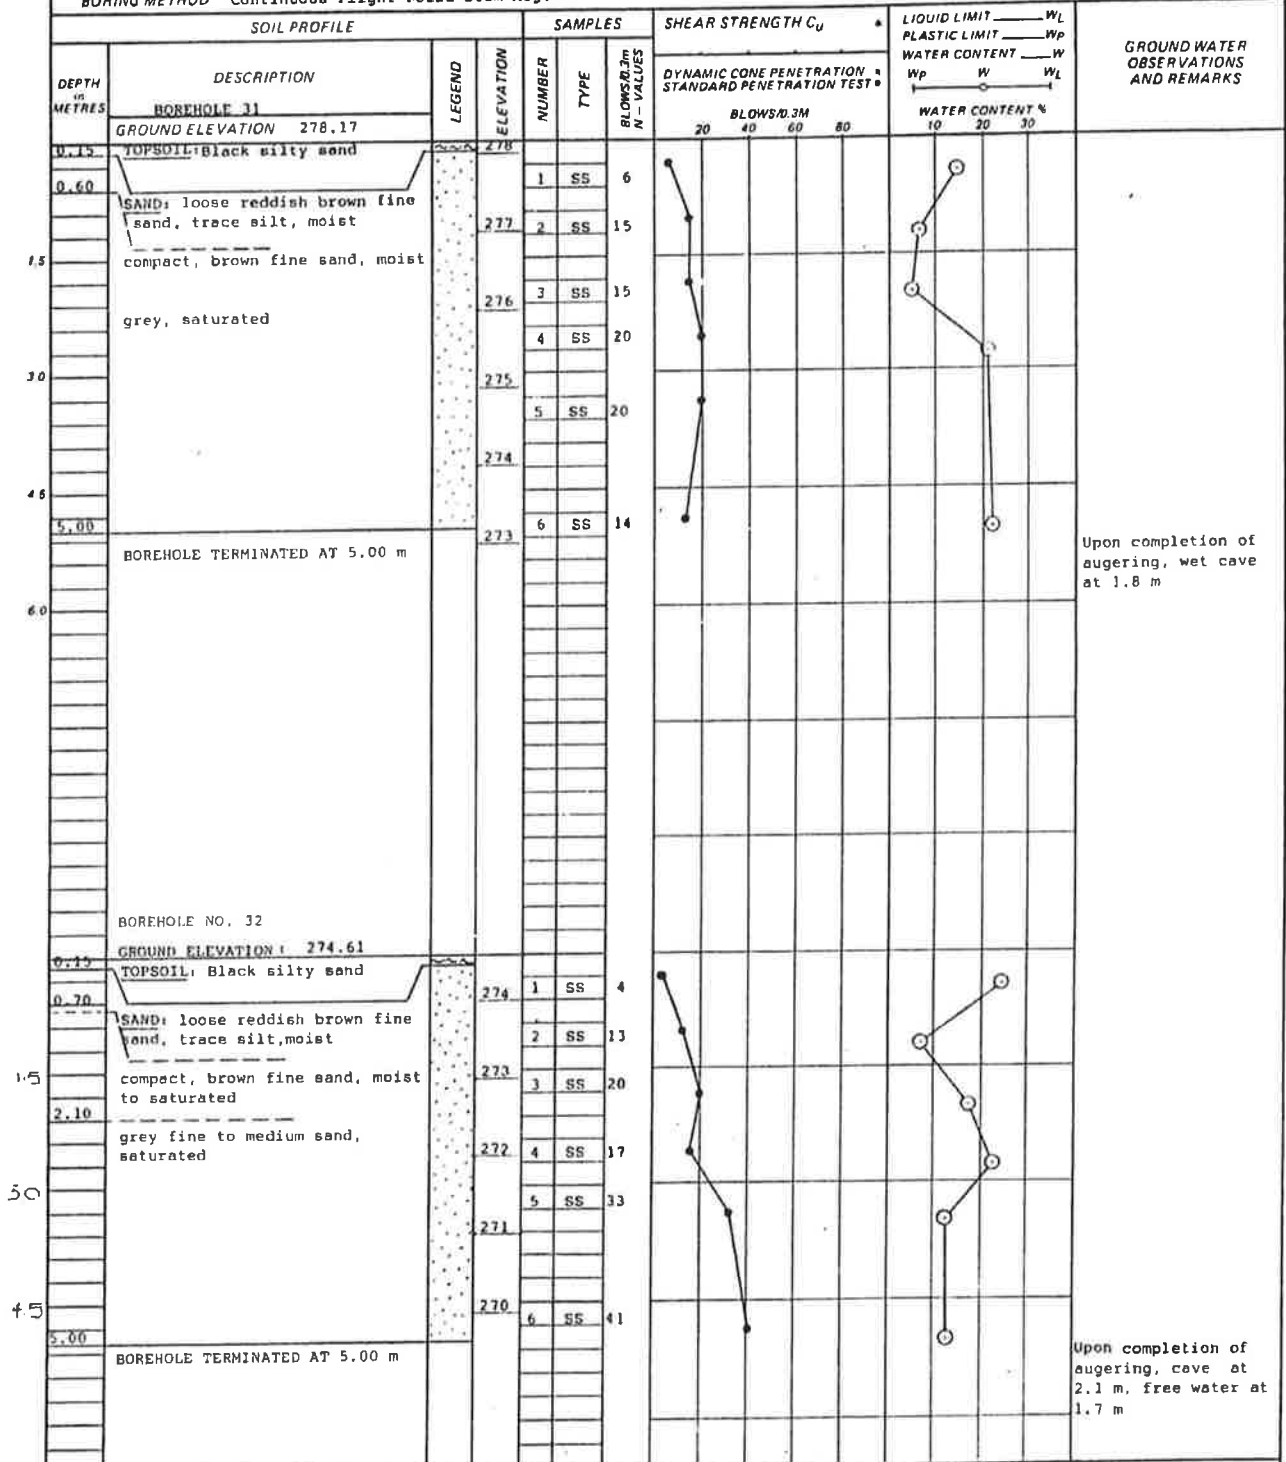 BORING METHOD Continuous Flight Solid Stem
SOIL PROFILE
SAMPLES
SHEAR STRENGTH Cu
LIQUID LIMIT WL
PLASTIC LIMIT WP
WATER CONTENT W
WP W WL
WATER CONTENT %
10 20 30
GROUND WATER
OBSERVATIONS
AND REMARKS
DEPTH
in
METRES
DESCRIPTION
LEGEND
ELEVATION
NUMBER
TYPE
BLOWS/0.3m
N - VALUES
DYNAMIC CONE PENETRATION
STANDARD PENETRATION TEST
BLOWS/0.3M
20 40 60 80
BOREHOLE 31
GROUND ELEVATION 278.17
0.15 TOPSOIL: Black silty sand 278
1 SS 6
0.60
SAND: loose reddish brown fine
sand, trace silt, moist
277 2 SS 15
1.5 compact, brown fine sand, moist
3 SS 15
276
grey, saturated
4 SS 20
3.0 275
5 SS 20
274
4.5
5.00 6 SS 14
273
BOREHOLE TERMINATED AT 5.00 m
Upon completion of
augering, wet cave
at 1.8 m
6.0
BOREHOLE NO. 32
GROUND ELEVATION: 274.61
0.15 TOPSOIL: Black silty sand
274 1 SS 4
0.70
SAND: loose reddish brown fine
sand, trace silt,moist
2 SS 13
1.5 compact, brown fine sand, moist
to saturated
273 3 SS 20
2.10
grey fine to medium sand,
saturated
272 4 SS 17
30
5 SS 33
271
4.5 270
6 SS 41
5.00
BOREHOLE TERMINATED AT 5.00 m
Upon completion of
augering, cave at
2.1 m, free water at
1.7 m